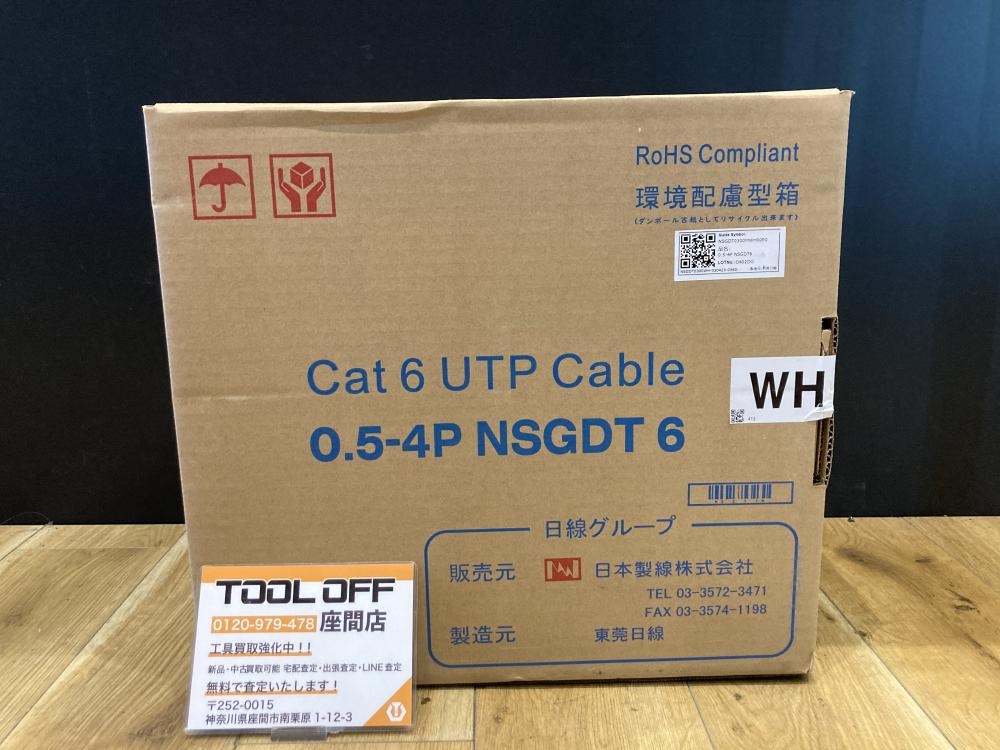 RoHS Compliant
環境配慮型箱
(ダンボール古紙としてリサイクル出来ます)
品名:
0.5-4P NSGDT6
Cat 6 UTP Cable
WH
0.5-4P NSGDT 6
日線グループ
販売元 日本製線株式会社
TEL 03-3572-3471
FAX 03-3574-1198
製造元 東莞日線
TOOL OFF
0120-979-478 座間店
工具買取強化中!!
新品・中古買取可能 宅配査定・出張査定・LINE査定
無料で査定いたします!
〒252-0015
神奈川県座間市南栗原 1-12-3